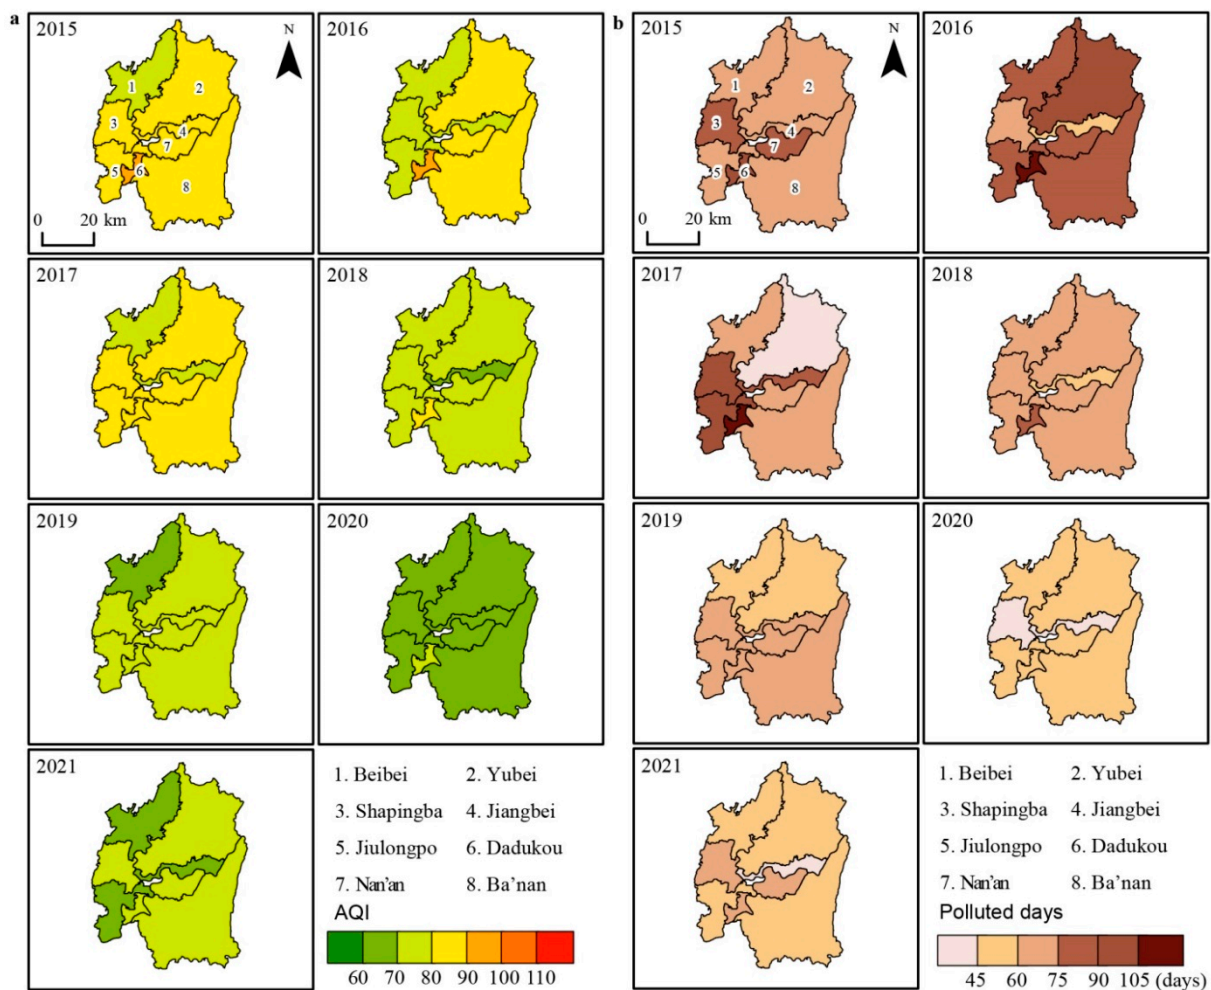 a
2015
N
1
2
3
4
7
5
6
8
0 20 km
2016
2017
2018
2019
2020
2021
1. Beibei 2. Yubei
3. Shapingba 4. Jiangbei
5. Jiulongpo 6. Dadukou
7. Nan'an 8. Ba'nan
AQI
60 70 80 90 100 110
b
2015
N
1
2
3
4
7
5
6
8
0 20 km
2016
2017
2018
2019
2020
2021
1. Beibei 2. Yubei
3. Shapingba 4. Jiangbei
5. Jiulongpo 6. Dadukou
7. Nan'an 8. Ba'nan
Polluted days
45 60 75 90 105 (days)